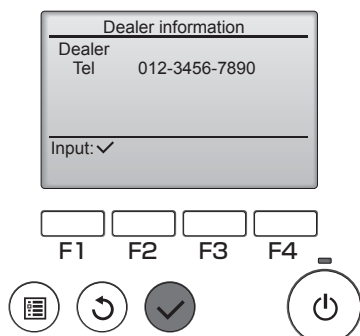 Dealer information
Dealer
Tel 012-3456-7890
Input:✓
F1 F2 F3 F4